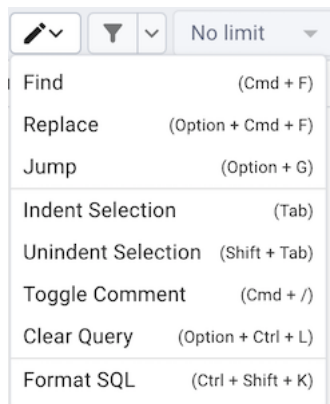 No limit
Find (Cmd + F)
Replace (Option + Cmd + F)
Jump (Option + G)
Indent Selection (Tab)
Unindent Selection (Shift + Tab)
Toggle Comment (Cmd + /)
Clear Query (Option + Ctrl + L)
Format SQL (Ctrl + Shift + K)